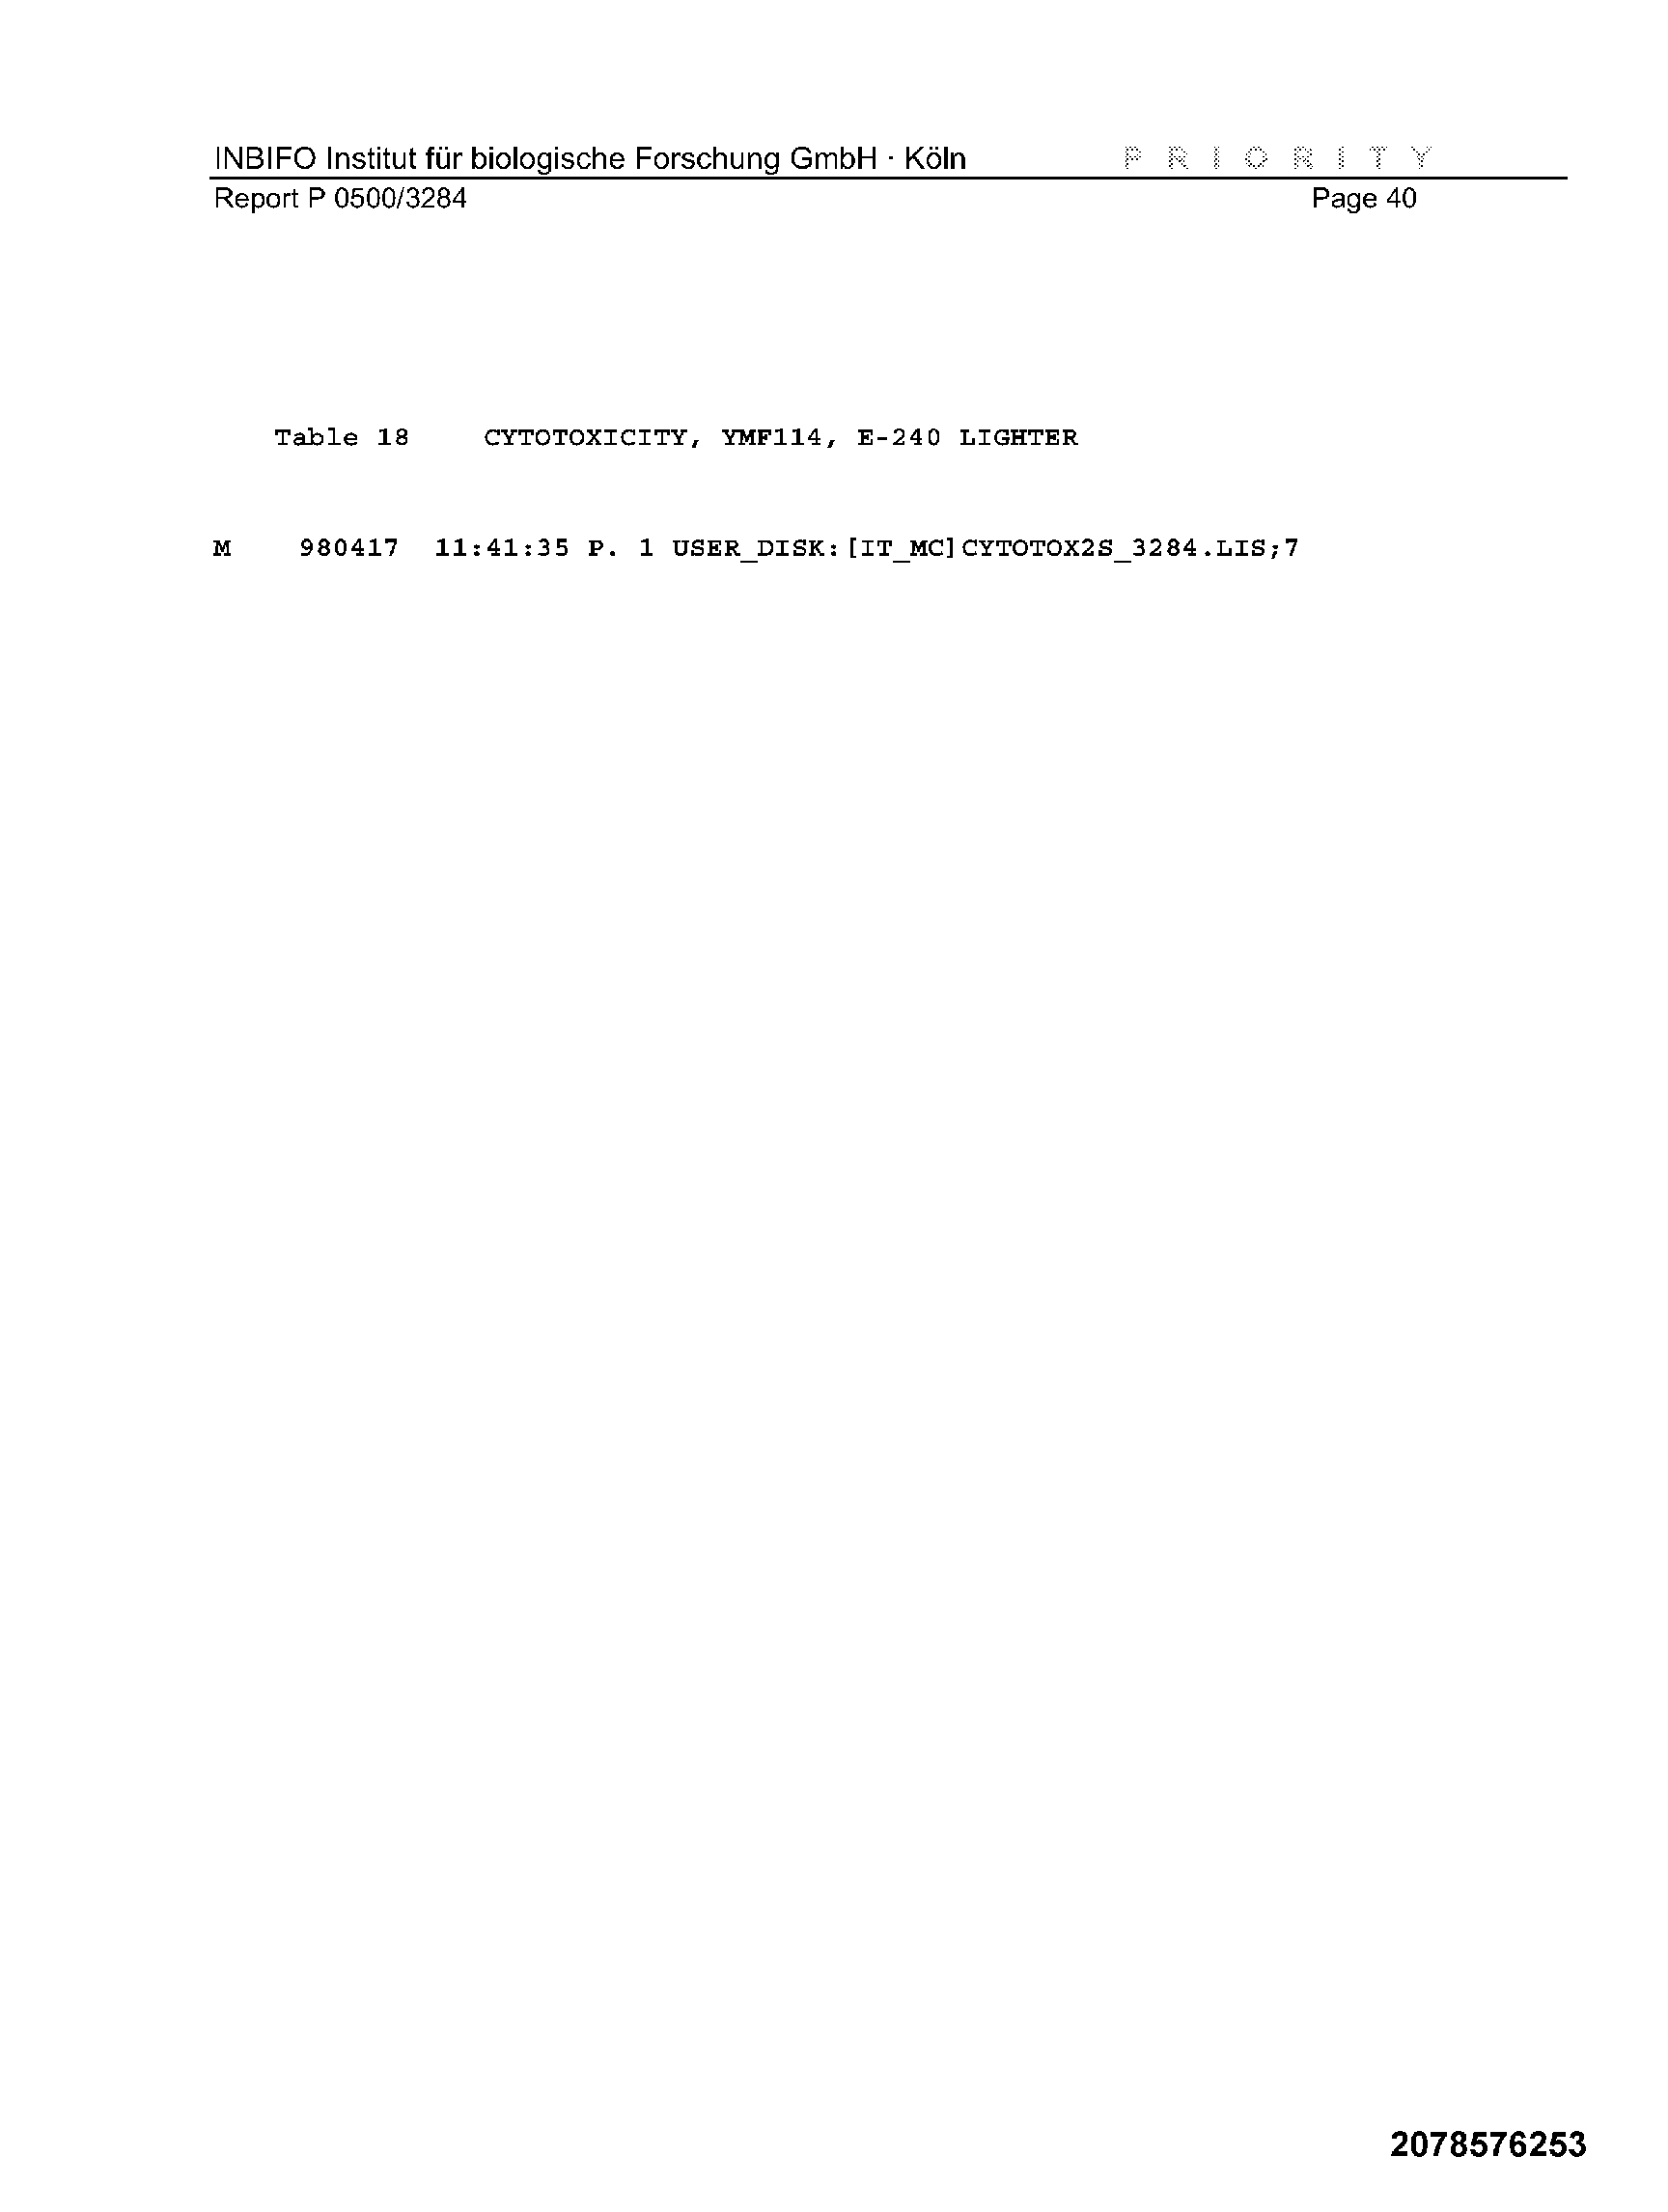 INBIFO Institut für biologische Forschung GmbH · Köln P R I O R I T Y
Report P 0500/3284 Page 40
Table 18 CYTOTOXICITY, YMF114, E-240 LIGHTER
M 980417 11:41:35 P. 1 USER_DISK:[IT_MC]CYTOTOX2S_3284.LIS;7
2078576253